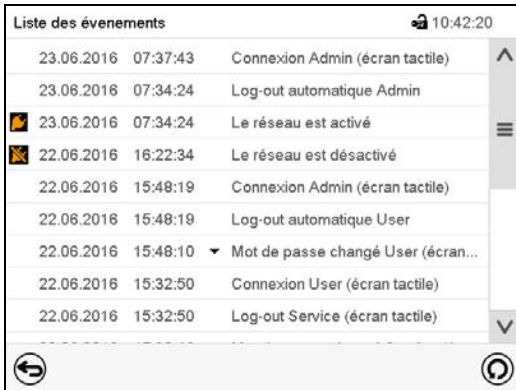 Liste des évenements 10:42:20
23.06.2016 07:37:43 Connexion Admin (écran tactile)
23.06.2016 07:34:24 Log-out automatique Admin
23.06.2016 07:34:24 Le réseau est activé
22.06.2016 16:22:34 Le réseau est désactivé
22.06.2016 15:48:19 Connexion Admin (écran tactile)
22.06.2016 15:48:19 Log-out automatique User
22.06.2016 15:48:10 Mot de passe changé User (écran...
22.06.2016 15:32:50 Connexion User (écran tactile)
22.06.2016 15:32:50 Log-out Service (écran tactile)